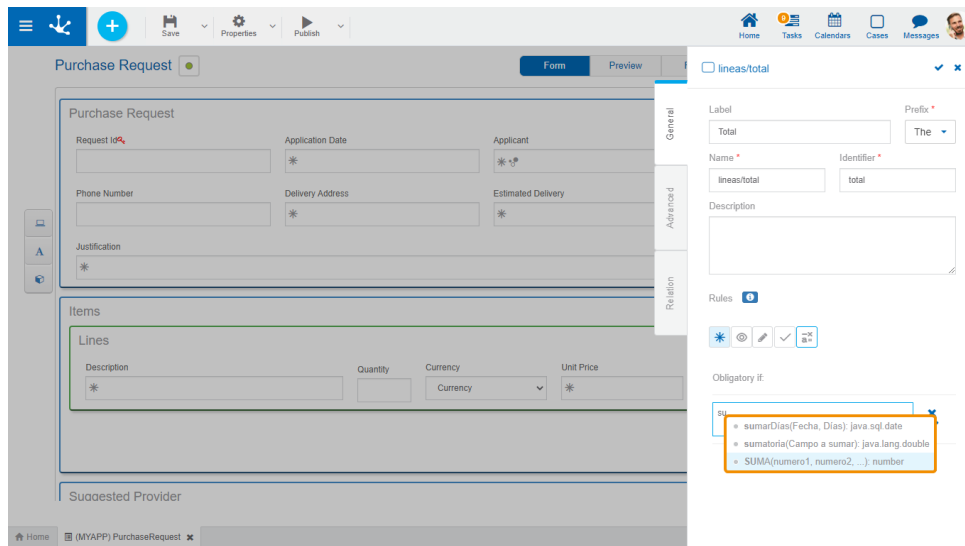 Save
Properties
Publish
Home
Tasks
Calendars
Cases
Messages
Purchase Request
Form
Preview
lineas/total
General
Advanced
Relation
Label
Prefix *
Total
The
Name *
Identifier *
lineas/total
total
Description
Rules
Obligatory if:
su
sumarDías(Fecha, Días): java.sql.date
sumatoria(Campo a sumar): java.lang.double
SUMA(numero1, numero2, ...): number
Purchase Request
Request Id
Application Date
Applicant
Phone Number
Delivery Address
Estimated Delivery
Justification
Items
Lines
Description
Quantity
Currency
Unit Price
Currency
Suggested Provider
Home
(MYAPP) PurchaseRequest